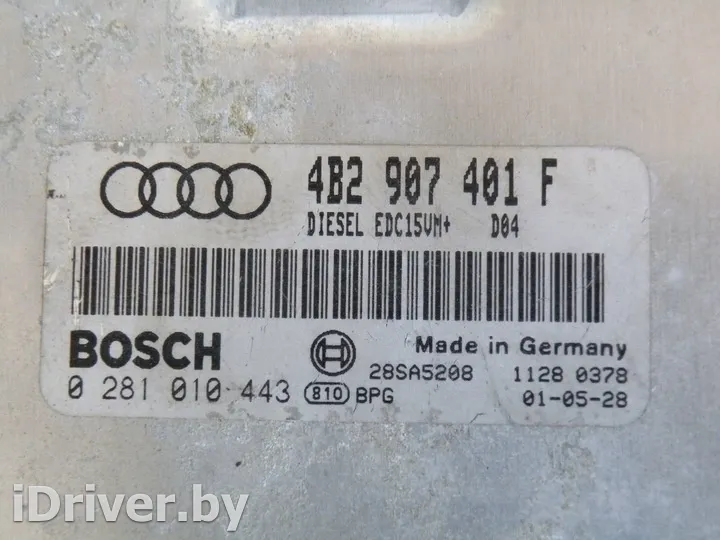 4B2 907 401 F
DIESEL EDC15VM+ D04
BOSCH
Made in Germany
28SA5208 1128 0378
0 281 010 443 810 BPG 01-05-28
iDriver.by